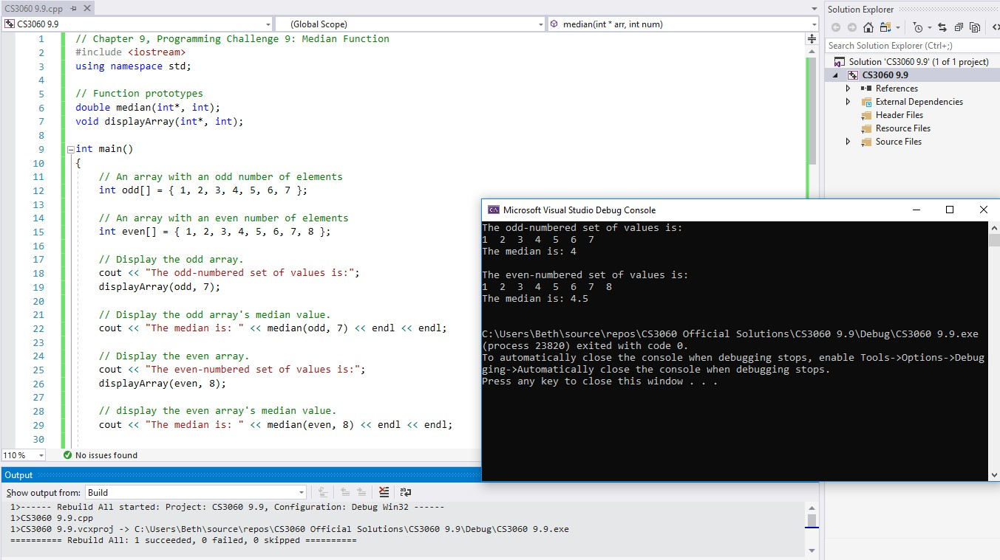 CS3060 9.9.cpp
CS3060 9.9
(Global Scope)
median(int * arr, int num)
1 // Chapter 9, Programming Challenge 9: Median Function
2 #include <iostream>
3 using namespace std;
4
5 // Function prototypes
6 double median(int*, int);
7 void displayArray(int*, int);
8
9 int main()
10 {
11 // An array with an odd number of elements
12 int odd[] = { 1, 2, 3, 4, 5, 6, 7 };
13
14 // An array with an even number of elements
15 int even[] = { 1, 2, 3, 4, 5, 6, 7, 8 };
16
17 // Display the odd array.
18 cout << "The odd-numbered set of values is:";
19 displayArray(odd, 7);
20
21 // Display the odd array's median value.
22 cout << "The median is: " << median(odd, 7) << endl << endl;
23
24 // Display the even array.
25 cout << "The even-numbered set of values is:";
26 displayArray(even, 8);
27
28 // display the even array's median value.
29 cout << "The median is: " << median(even, 8) << endl << endl;
30
110 %
No issues found
Output
Show output from: Build
1>------ Rebuild All started: Project: CS3060 9.9, Configuration: Debug Win32 ------
1>CS3060 9.9.cpp
1>CS3060 9.9.vcxproj -> C:\Users\Beth\source\repos\CS3060 Official Solutions\CS3060 9.9\Debug\CS3060 9.9.exe
========== Rebuild All: 1 succeeded, 0 failed, 0 skipped ==========
Microsoft Visual Studio Debug Console
The odd-numbered set of values is:
1 2 3 4 5 6 7
The median is: 4
The even-numbered set of values is:
1 2 3 4 5 6 7 8
The median is: 4.5
C:\Users\Beth\source\repos\CS3060 Official Solutions\CS3060 9.9\Debug\CS3060 9.9.exe
(process 23820) exited with code 0.
To automatically close the console when debugging stops, enable Tools->Options->Debug
ging->Automatically close the console when debugging stops.
Press any key to close this window . . .
Solution Explorer
Search Solution Explorer (Ctrl+;)
Solution 'CS3060 9.9' (1 of 1 project)
CS3060 9.9
References
External Dependencies
Header Files
Resource Files
Source Files